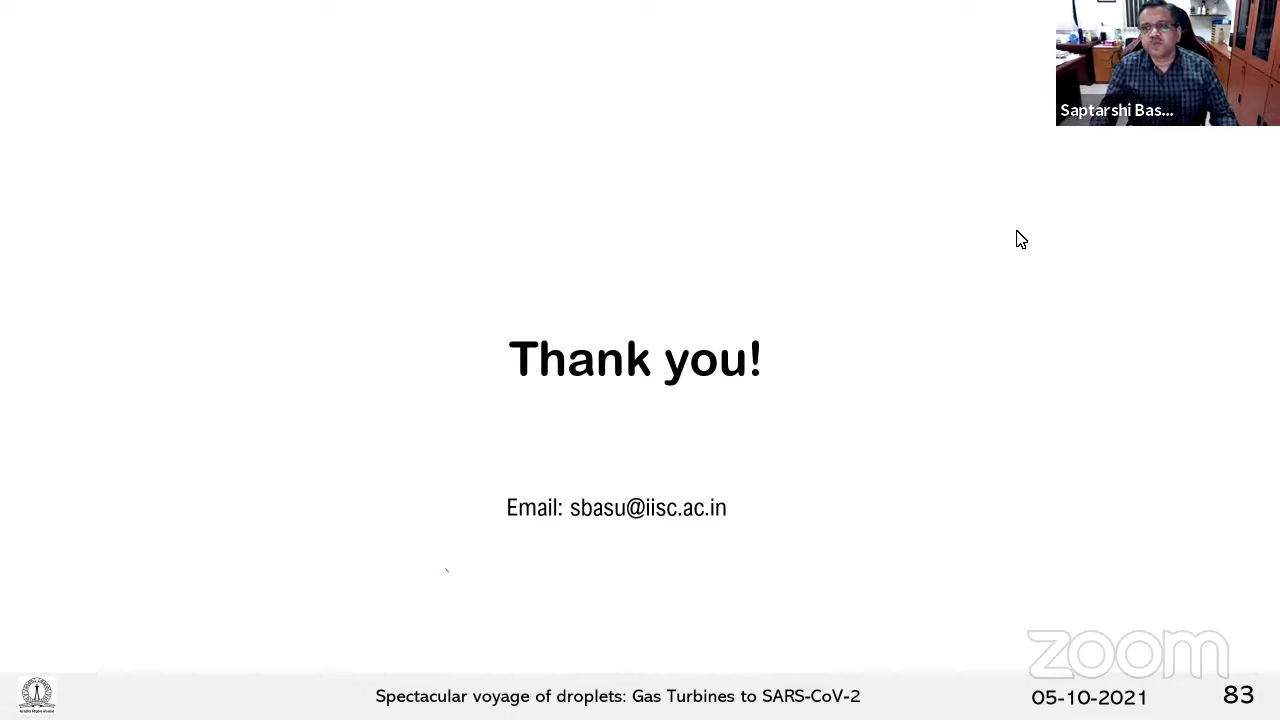 Saptarshi Bas...
Thank you!
Email: sbasu@iisc.ac.in
zoom
Spectacular voyage of droplets: Gas Turbines to SARS-CoV-2
05-10-2021
83